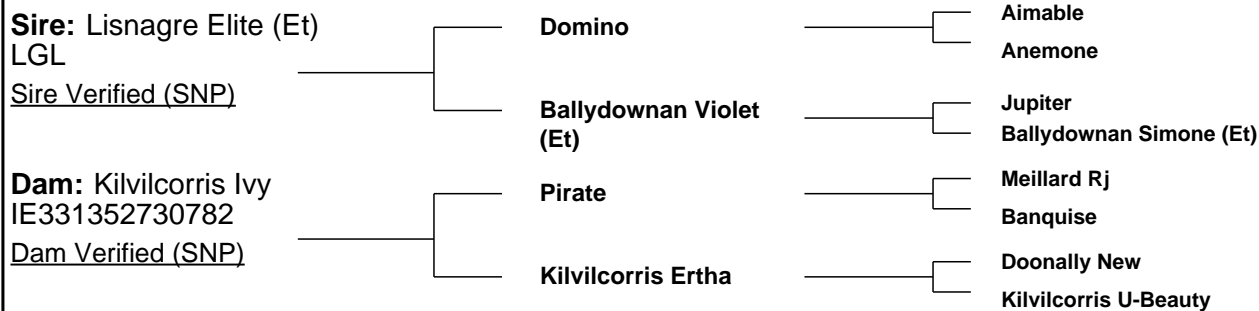 Sire: Lisnagre Elite (Et)
LGL
Sire Verified (SNP)
Domino
Aimable
Anemone
Ballydownan Violet
(Et)
Jupiter
Ballydownan Simone (Et)
Dam: Kilvilcorris Ivy
IE331352730782
Dam Verified (SNP)
Pirate
Meillard Rj
Banquise
Kilvilcorris Ertha
Doonally New
Kilvilcorris U-Beauty